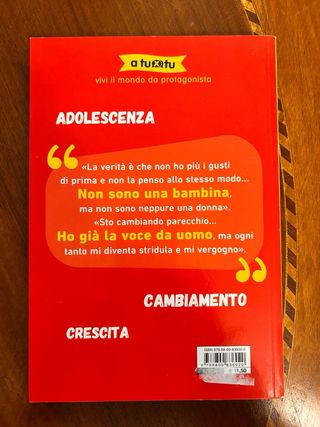 a tu x tu
vivi il mondo da protagonista
ADOLESCENZA
«La verità è che non ho più i gusti
di prima e non la penso allo stesso modo...
Non sono una bambina,
ma non sono neppure una donna».
«Sto cambiando parecchio...
Ho già la voce da uomo, ma ogni
tanto mi diventa stridula e mi vergogno».
CAMBIAMENTO
CRESCITA